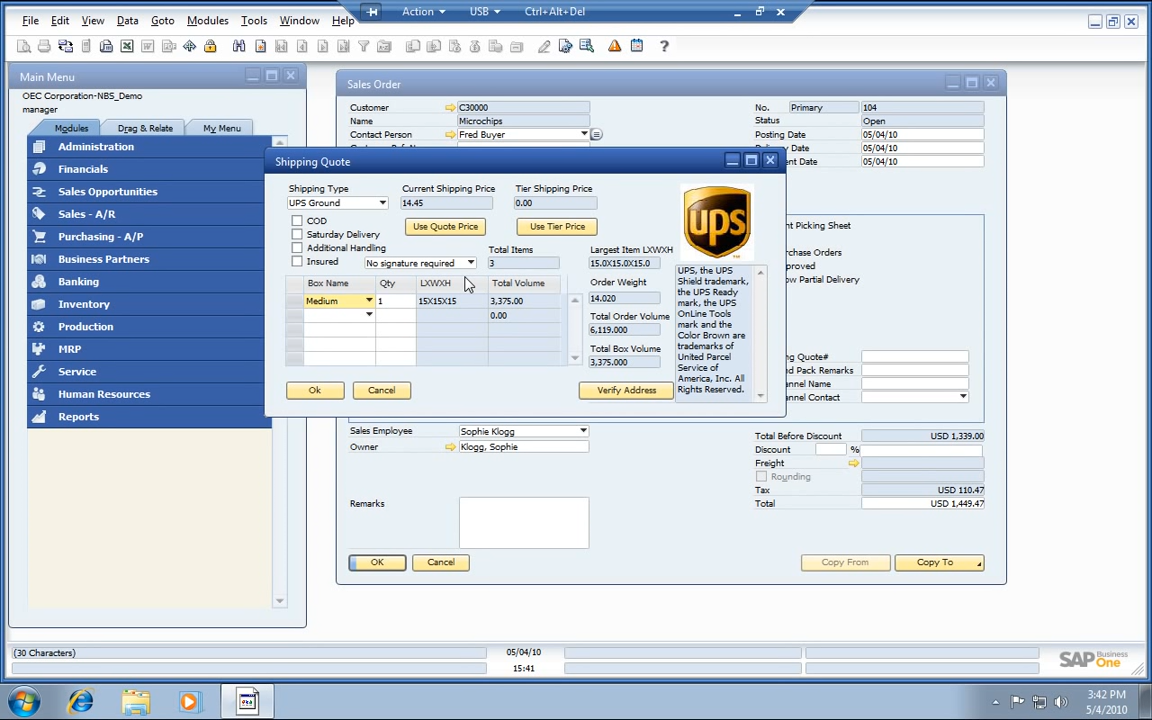 Action USB Ctrl+Alt+Del
File Edit View Data Goto Modules Tools Window Help
Main Menu
OEC Corporation-NBS_Demo
manager
Modules Drag & Relate My Menu
Administration
Financials
Sales Opportunities
Sales - A/R
Purchasing - A/P
Business Partners
Banking
Inventory
Production
MRP
Service
Human Resources
Reports
Sales Order
Customer C30000
Name Microchips
Contact Person Fred Buyer
No. Primary 104
Status Open
Posting Date 05/04/10
05/04/10
ent Date 05/04/10
Shipping Quote
Shipping Type Current Shipping Price Tier Shipping Price
UPS Ground 14.45 0.00
COD
Saturday Delivery
Additional Handling
Insured
Use Quote Price Use Tier Price
No signature required
Total Items
3
Largest Item LXWXH
15.0X15.0X15.0
Order Weight
14.020
Total Order Volume
6,119.000
Total Box Volume
3,375.000
Box Name Qty LXWXH Total Volume
Medium 1 15X15X15 3,375.00
0.00
Ok Cancel Verify Address
ups
UPS, the UPS
Shield trademark,
the UPS Ready
mark, the UPS
OnLine Tools
mark and the
Color Brown are
trademarks of
United Parcel
Service of
America, Inc. All
Rights Reserved.
nt Picking Sheet
urchase Orders
proved
ow Partial Delivery
ng Quote#
nd Pack Remarks
annel Name
annel Contact
Sales Employee Sophie Klogg
Owner Klogg, Sophie
Remarks
Total Before Discount USD 1,339.00
Discount %
Freight
Rounding
Tax USD 110.47
Total USD 1,449.47
OK Cancel Copy From Copy To
(30 Characters) 05/04/10
15:41
SAP Business One
3:42 PM
5/4/2010